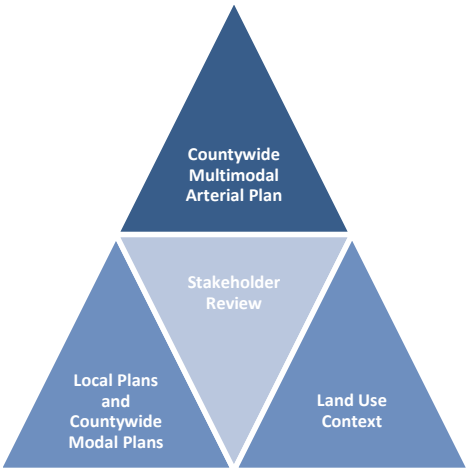 Countywide
Multimodal
Arterial Plan
Stakeholder
Review
Local Plans
and
Countywide
Modal Plans
Land Use
Context